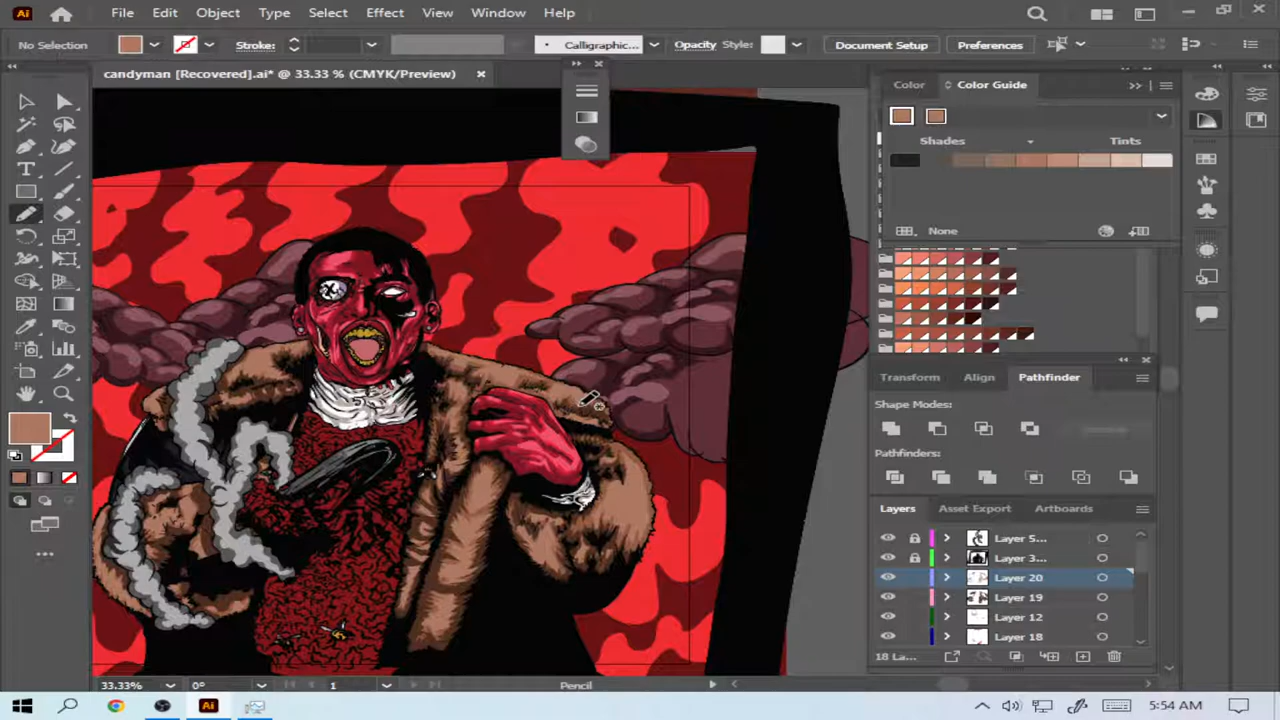 Ai File Edit Object Type Select Effect View Window Help
No Selection Stroke: Calligraphic... Opacity Style: Document Setup Preferences
candyman [Recovered].ai* @ 33.33 % (CMYK/Preview)
Color Color Guide
Shades Tints
None
Transform Align Pathfinder
Shape Modes:
Pathfinders:
Layers Asset Export Artboards
Layer S...
Layer 3...
Layer 20
Layer 19
Layer 12
Layer 18
18 La...
33.33% 0° 1 Pencil
Ai 5:54 AM